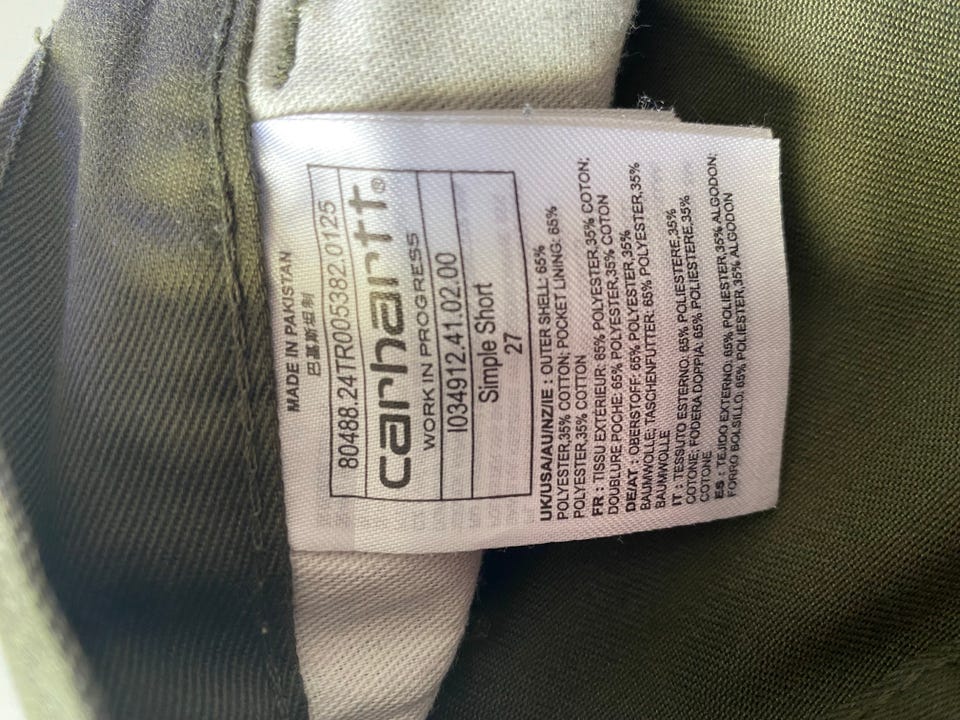 MADE IN PAKISTAN
巴基斯坦制
80488.24TR005382.0125
carhartt®
WORK IN PROGRESS
I034912.41.02.00
Simple Short
27
UK/USA/AU/NZ/IE : OUTER SHELL: 65%
POLYESTER,35% COTTON; POCKET LINING: 65%
POLYESTER,35% COTTON
FR : TISSU EXTÉRIEUR: 65% POLYESTER,35% COTON;
DOUBLURE POCHE: 65% POLYESTER,35% COTON
DE/AT : OBERSTOFF: 65% POLYESTER,35%
BAUMWOLLE; TASCHENFUTTER: 65% POLYESTER,35%
BAUMWOLLE
IT : TESSUTO ESTERNO: 65% POLIESTERE,35%
COTONE; FODERA DOPPIA: 65% POLIESTERE,35%
COTONE
ES : TEJIDO EXTERNO: 65% POLIESTER,35% ALGODON;
FORRO BOLSILLO: 65% POLIESTER,35% ALGODON